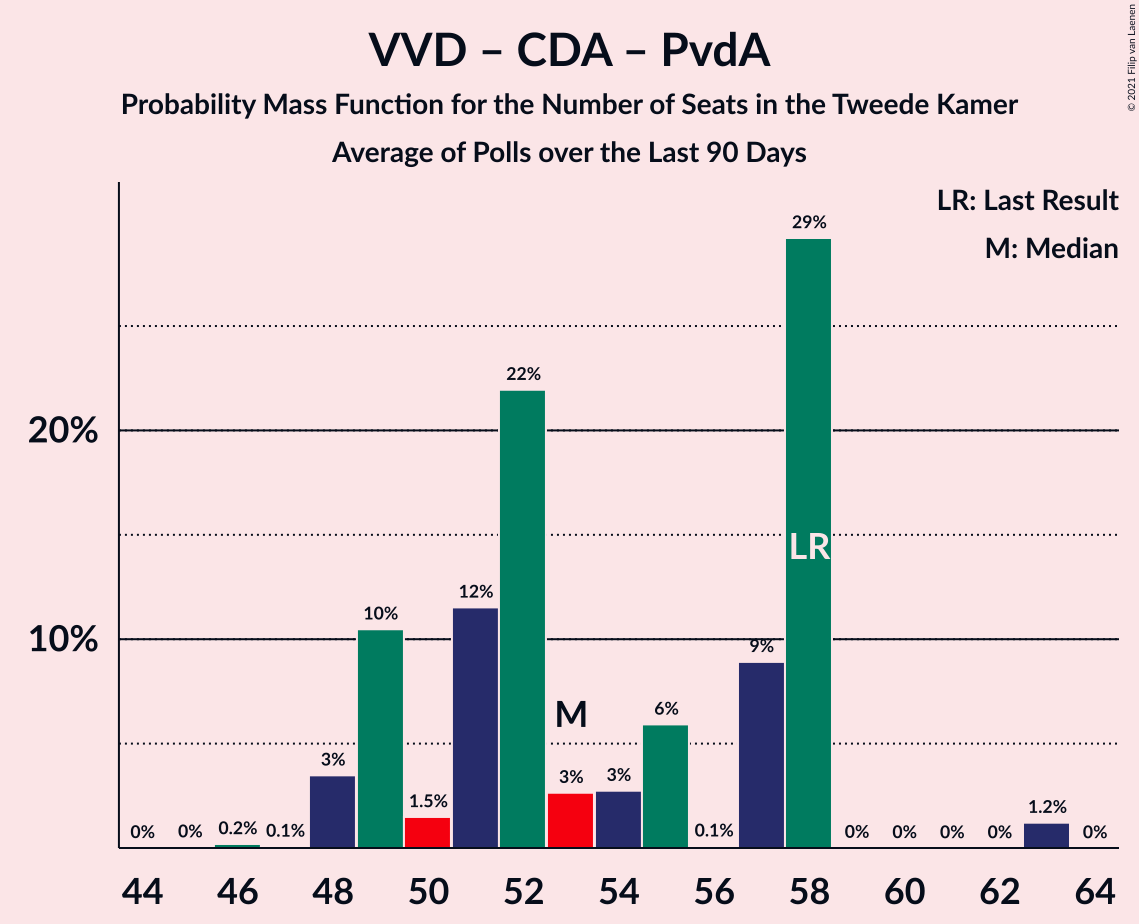 VVD – CDA – PvdA
Probability Mass Function for the Number of Seats in the Tweede Kamer
Average of Polls over the Last 90 Days
© 2021 Filip van Laenen
LR: Last Result
M: Median
20%
10%
0%
0%
0.2%
0.1%
3%
10%
1.5%
12%
22%
3%
M
3%
6%
0.1%
9%
29%
LR
0%
0%
0%
0%
1.2%
0%
44 46 48 50 52 54 56 58 60 62 64